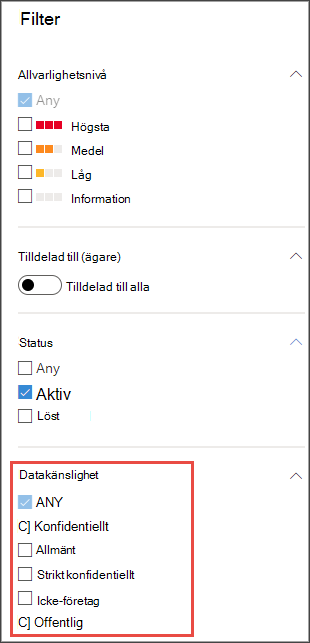 Filter
Allvarlighetsnivå
Any
Högsta
Medel
Låg
Information
Tilldelad till (ägare)
Tilldelad till alla
Status
Any
Aktiv
Löst
Datakänslighet
ANY
C] Konfidentiellt
Allmänt
Strikt konfidentiellt
Icke-företag
C] Offentlig